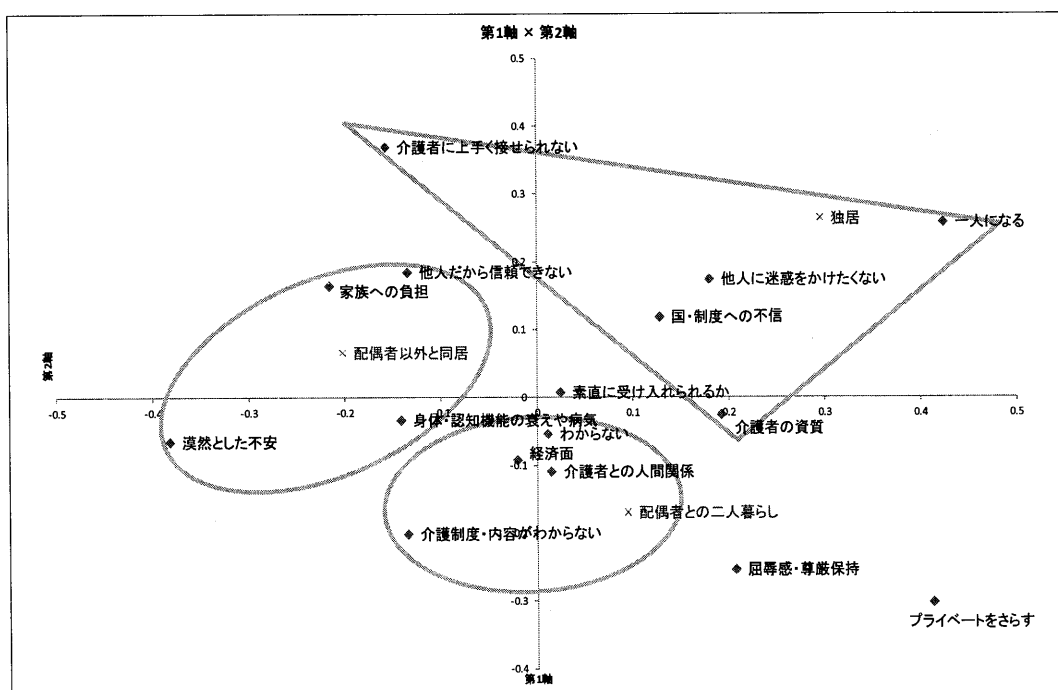 第1軸 × 第2軸
0.5
0.4
介護者に上手く接せられない
0.3
独居
一人になる
0.2
他人だから信頼できない
他人に迷惑をかけたくない
家族への負担
国・制度への不信
0.1
配偶者以外と同居
第2軸
素直に受け入れられるか
0
-0.5
-0.4
-0.3
-0.2
-0.1
0
0.1
0.2
0.3
0.4
0.5
身体・認知機能の衰えや病気
介護者の資質
わからない
漠然とした不安
経済面
-0.1
介護者との人間関係
配偶者との二人暮らし
介護制度・内容がわからない
屈辱感・尊厳保持
-0.3
プライベートをさらす
-0.4
第1軸